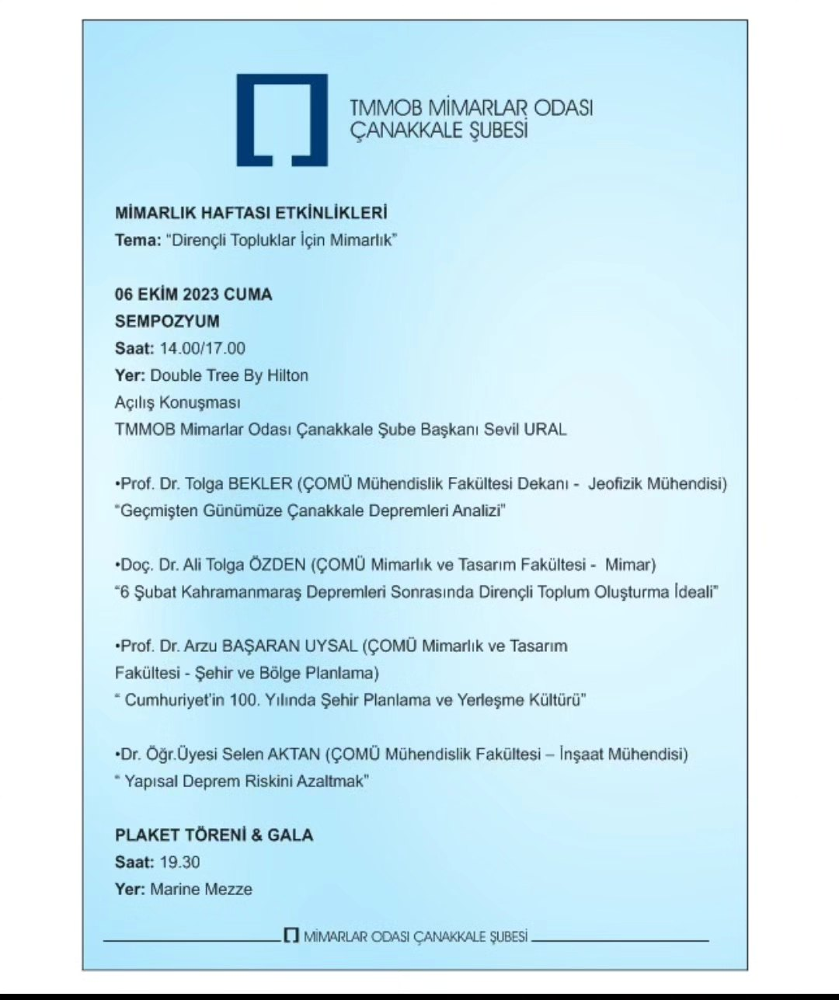 TMMOB MİMARLAR ODASI
ÇANAKKALE ŞUBESİ
MİMARLIK HAFTASI ETKİNLİKLERİ
Tema: “Dirençli Topluklar İçin Mimarlık”
06 EKİM 2023 CUMA
SEMPOZYUM
Saat: 14.00/17.00
Yer: Double Tree By Hilton
Açılış Konuşması
TMMOB Mimarlar Odası Çanakkale Şube Başkanı Sevil URAL
•Prof. Dr. Tolga BEKLER (ÇOMÜ Mühendislik Fakültesi Dekanı - Jeofizik Mühendisi)
“Geçmişten Günümüze Çanakkale Depremleri Analizi”
•Doç. Dr. Ali Tolga ÖZDEN (ÇOMÜ Mimarlık ve Tasarım Fakültesi - Mimar)
“6 Şubat Kahramanmaraş Depremleri Sonrasında Dirençli Toplum Oluşturma İdeali”
•Prof. Dr. Arzu BAŞARAN UYSAL (ÇOMÜ Mimarlık ve Tasarım
Fakültesi - Şehir ve Bölge Planlama)
“ Cumhuriyet’in 100. Yılında Şehir Planlama ve Yerleşme Kültürü”
•Dr. Öğr.Üyesi Selen AKTAN (ÇOMÜ Mühendislik Fakültesi – İnşaat Mühendisi)
“ Yapısal Deprem Riskini Azaltmak”
PLAKET TÖRENİ & GALA
Saat: 19.30
Yer: Marine Mezze
MİMARLAR ODASI ÇANAKKALE ŞUBESİ